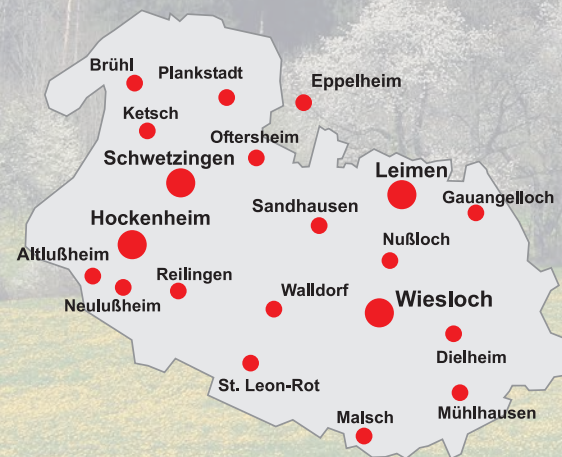 Brühl
Plankstadt
Eppelheim
Ketsch
Oftersheim
Schwetzingen
Leimen
Gauangelloch
Sandhausen
Hockenheim
Nußloch
Altlußheim
Reilingen
Neulußheim
Walldorf
Wiesloch
Dielheim
St. Leon-Rot
Mühlhausen
Malsch